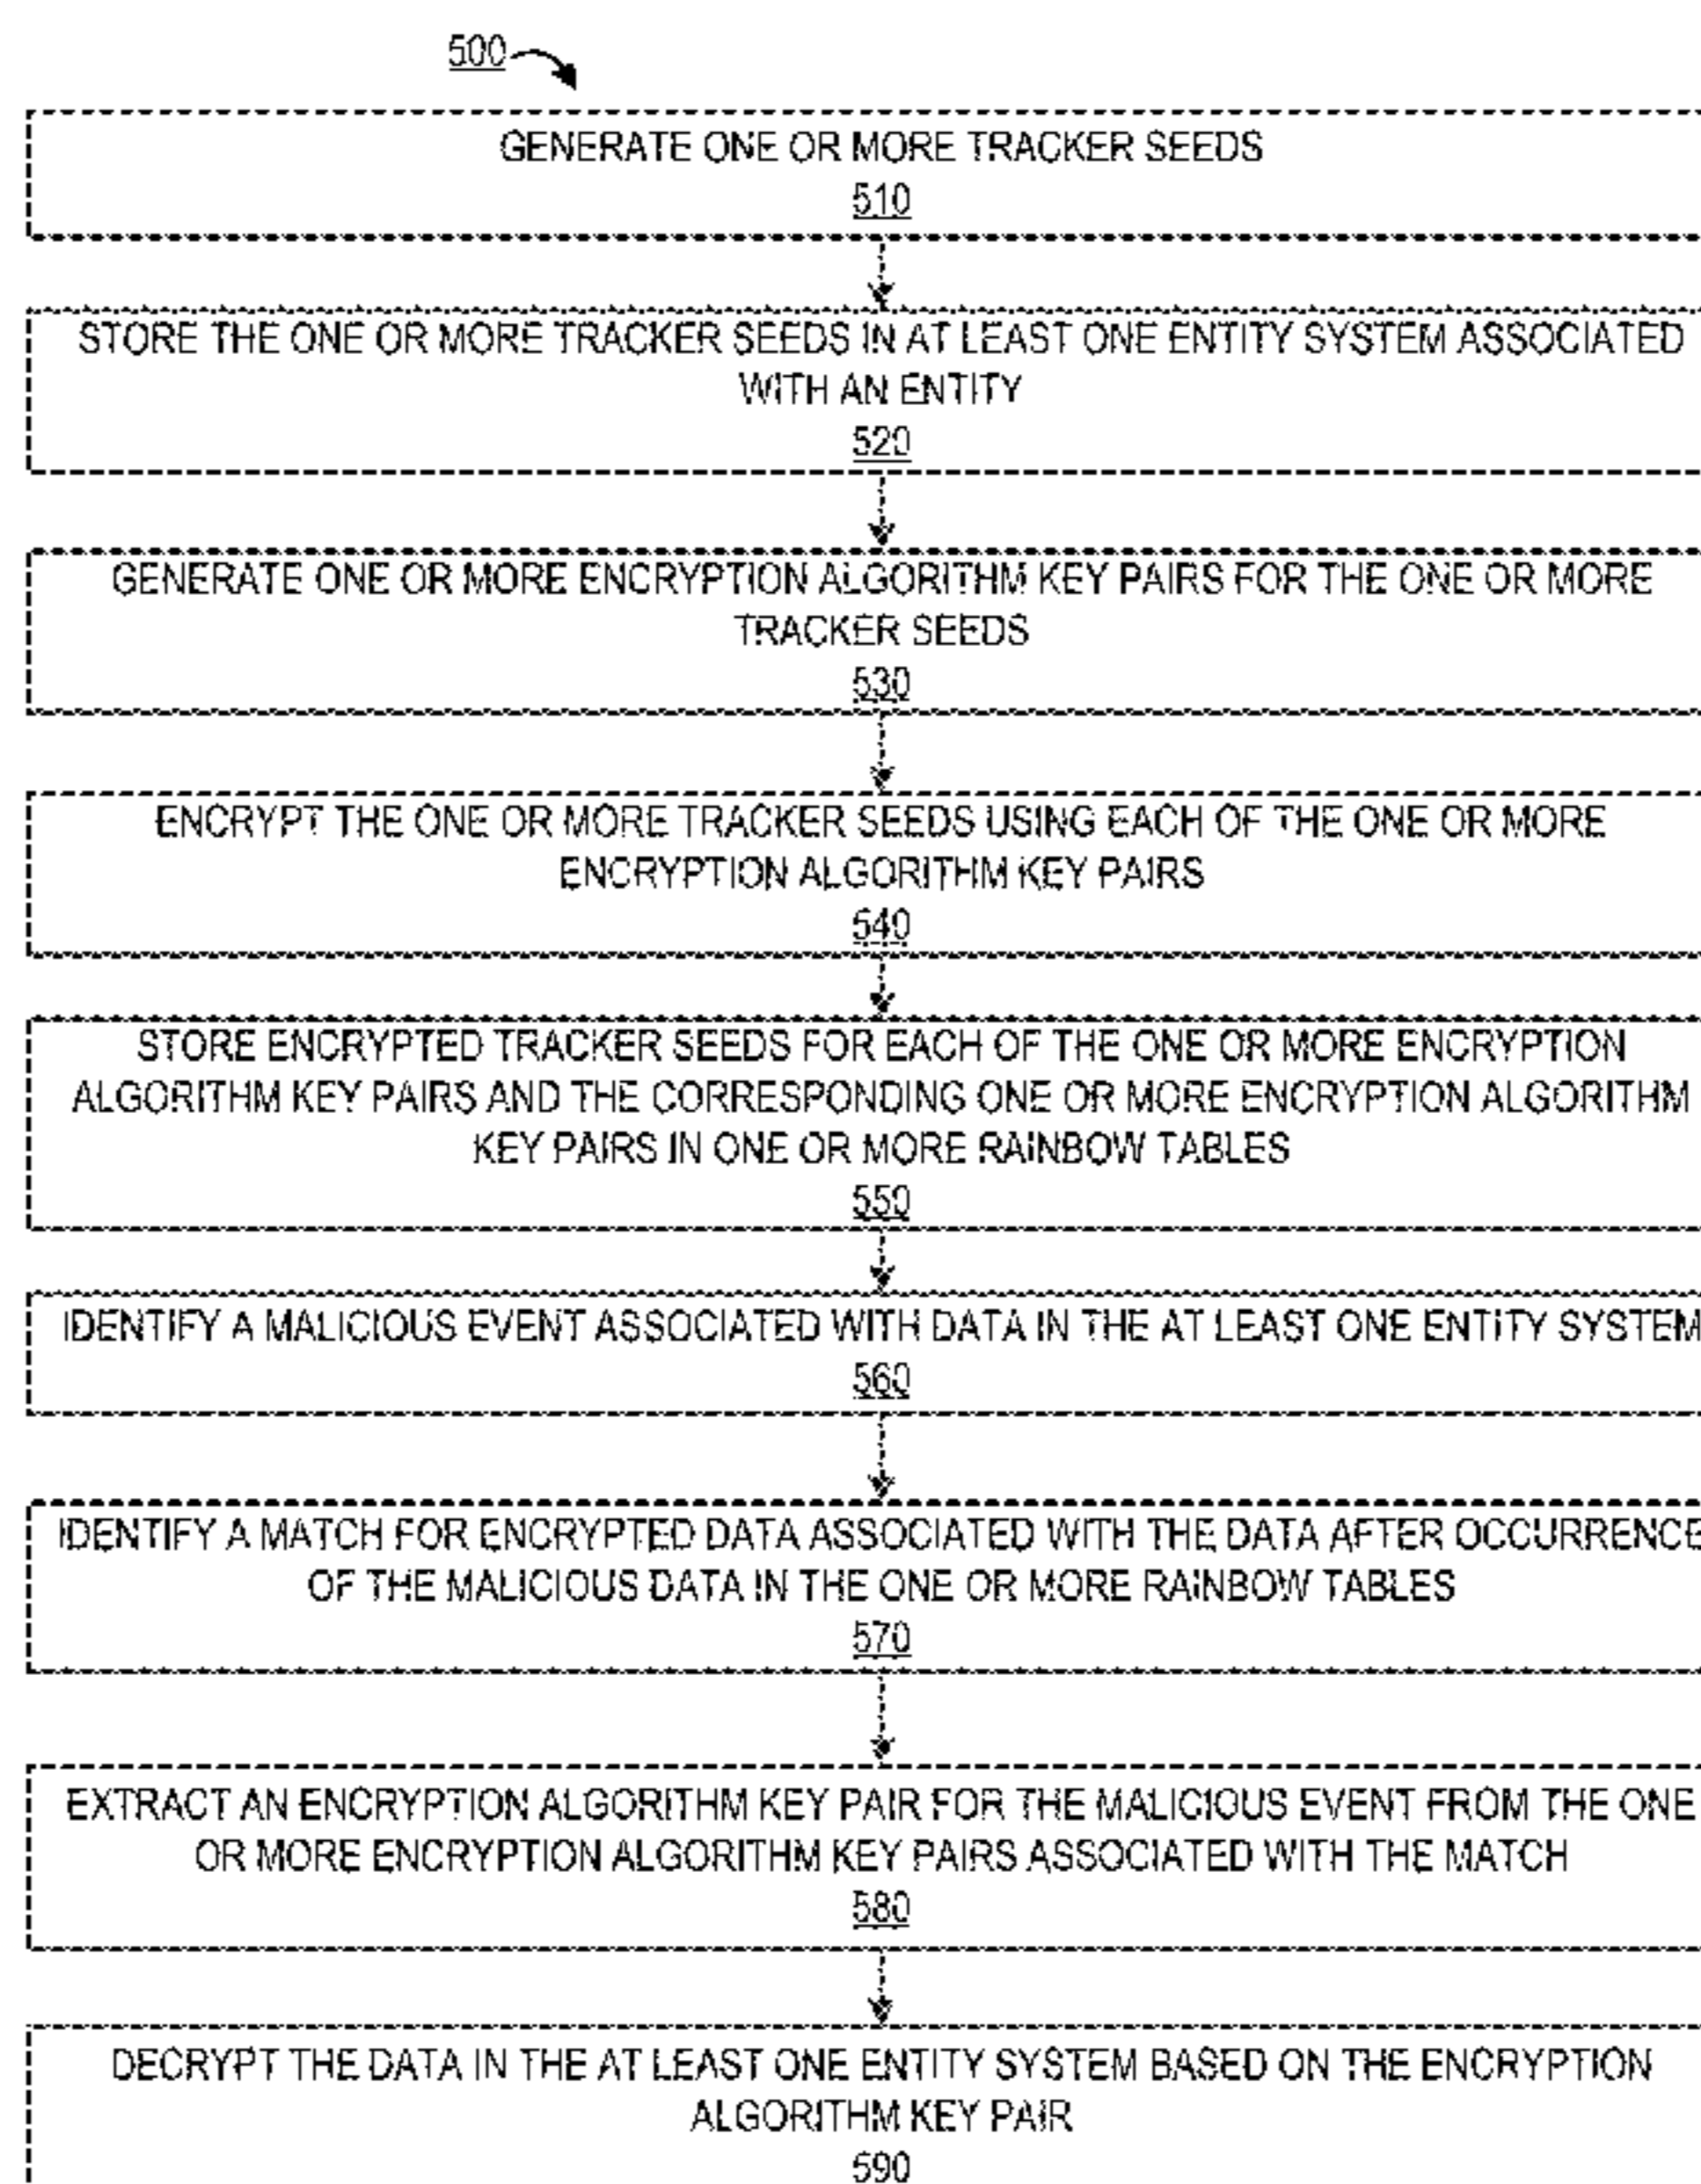 500
GENERATE ONE OR MORE TRACKER SEEDS
510
STORE THE ONE OR MORE TRACKER SEEDS IN AT LEAST ONE ENTITY SYSTEM ASSOCIATED
WITH AN ENTITY
520
GENERATE ONE OR MORE ENCRYPTION ALGORITHM KEY PAIRS FOR THE ONE OR MORE
TRACKER SEEDS
530
ENCRYPT THE ONE OR MORE TRACKER SEEDS USING EACH OF THE ONE OR MORE
ENCRYPTION ALGORITHM KEY PAIRS
540
STORE ENCRYPTED TRACKER SEEDS FOR EACH OF THE ONE OR MORE ENCRYPTION
ALGORITHM KEY PAIRS AND THE CORRESPONDING ONE OR MORE ENCRYPTION ALGORITHM
KEY PAIRS IN ONE OR MORE RAINBOW TABLES
550
IDENTIFY A MALICIOUS EVENT ASSOCIATED WITH DATA IN THE AT LEAST ONE ENTITY SYSTEM
560
IDENTIFY A MATCH FOR ENCRYPTED DATA ASSOCIATED WITH THE DATA AFTER OCCURRENCE
OF THE MALICIOUS DATA IN THE ONE OR MORE RAINBOW TABLES
570
EXTRACT AN ENCRYPTION ALGORITHM KEY PAIR FOR THE MALICIOUS EVENT FROM THE ONE
OR MORE ENCRYPTION ALGORITHM KEY PAIRS ASSOCIATED WITH THE MATCH
580
DECRYPT THE DATA IN THE AT LEAST ONE ENTITY SYSTEM BASED ON THE ENCRYPTION
ALGORITHM KEY PAIR
590